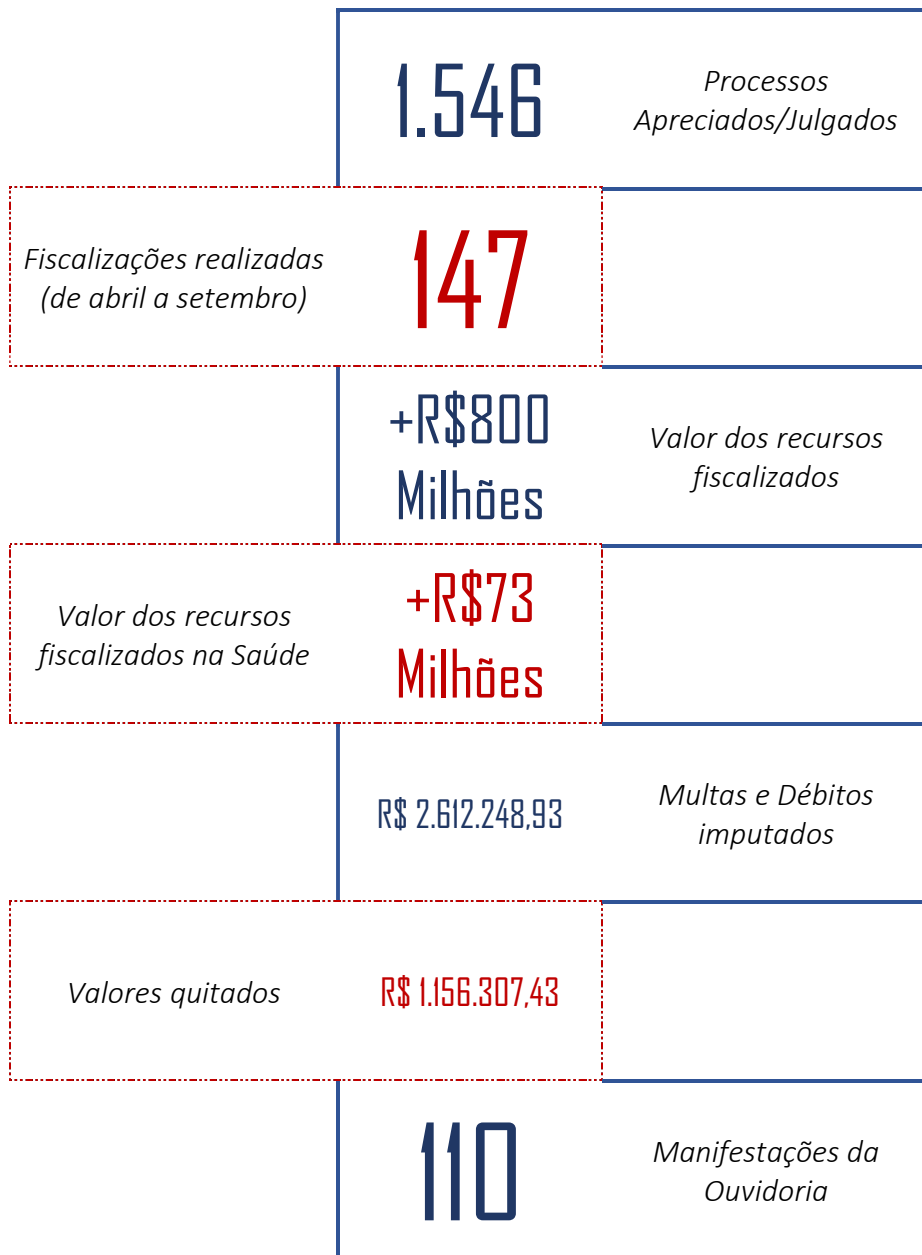 1.546
Processos
Apreciados/Julgados
Fiscalizações realizadas
(de abril a setembro)
147
+R$800
Milhões
Valor dos recursos
fiscalizados
Valor dos recursos
fiscalizados na Saúde
+R$73
Milhões
R$ 2.612.248,93
Multas e Débitos
imputados
Valores quitados
R$ 1.156.307,43
110
Manifestações da
Ouvidoria